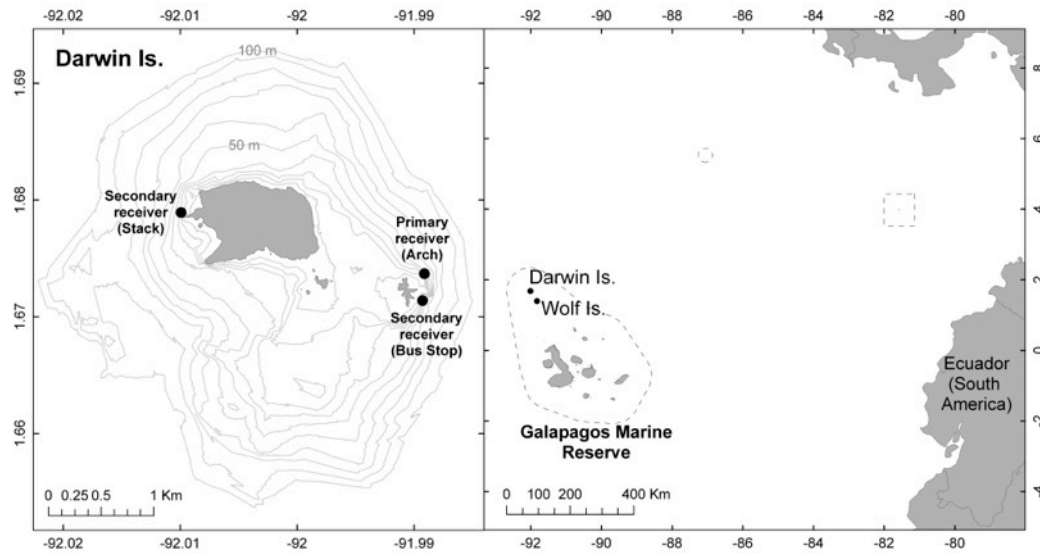 -92.02 -92.01 -92 -91.99
-92 -90 -88 -86 -84 -82 -80
Darwin Is.
100 m
50 m
Secondary
receiver
(Stack)
Primary
receiver
(Arch)
Secondary
receiver
(Bus Stop)
1.69
1.68
1.67
1.66
0 0.25 0.5 1 Km
Darwin Is.
Wolf Is.
Galapagos Marine
Reserve
Ecuador
(South
America)
0 100 200 400 Km
8
6
4
2
0
-2
-4
-92.02 -92.01 -92 -91.99
-92 -90 -88 -86 -84 -82 -80